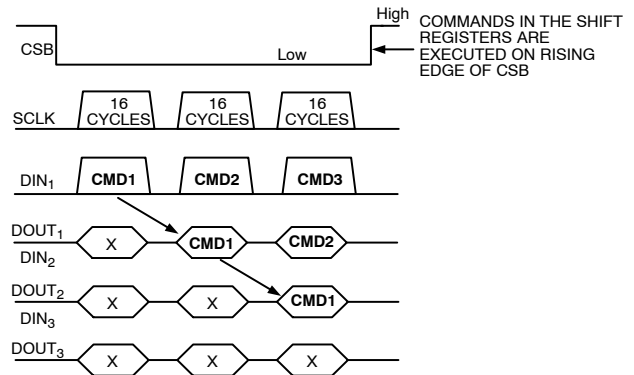 High
COMMANDS IN THE SHIFT
REGISTERS ARE
EXECUTED ON RISING
EDGE OF CSB
CSB
Low
SCLK
16
CYCLES
16
CYCLES
16
CYCLES
DIN₁
CMD1
CMD2
CMD3
DOUT₁
DIN₂
X
CMD1
CMD2
DOUT₂
DIN₃
X
X
CMD1
DOUT₃
X
X
X